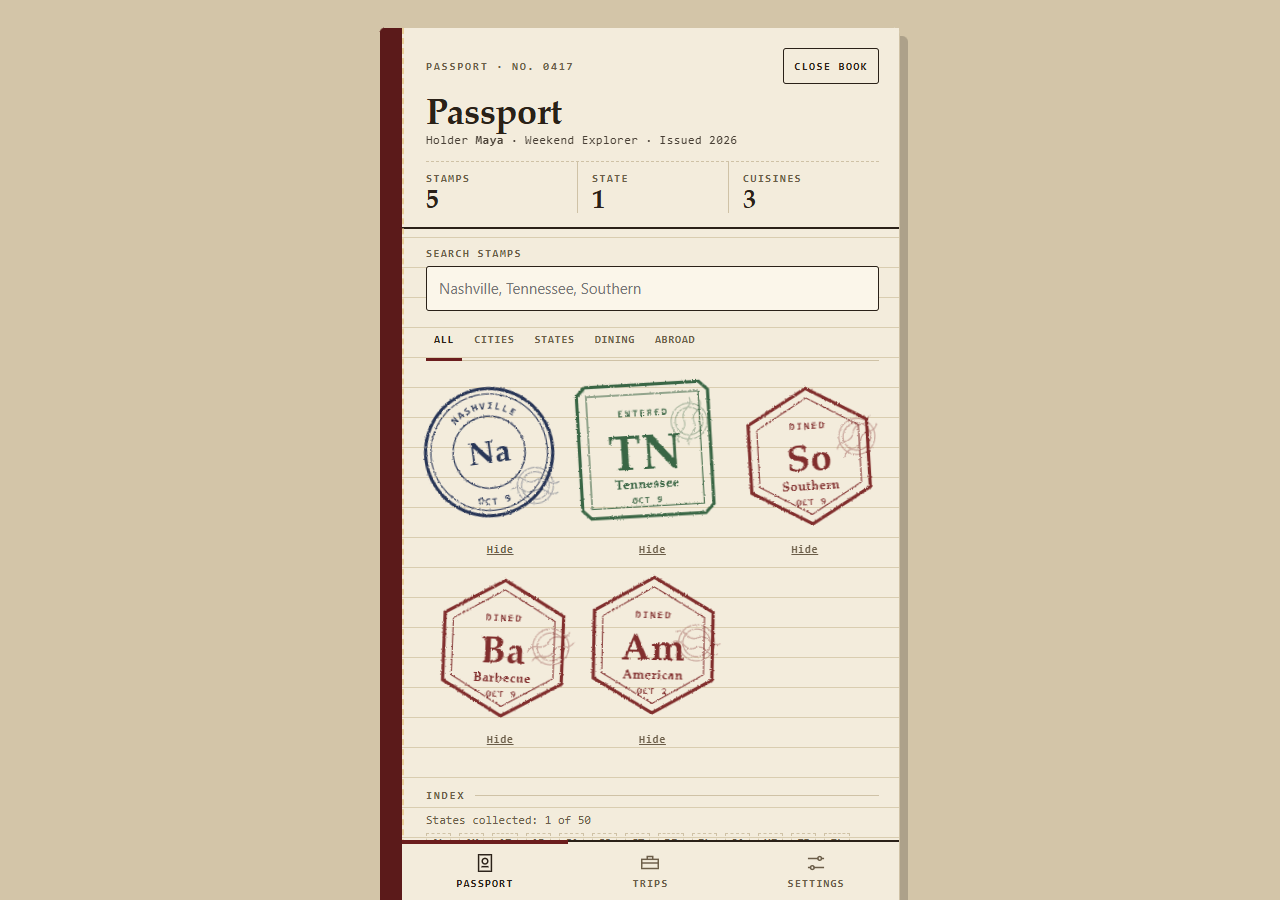 PASSPORT · NO. 0417
CLOSE BOOK
Passport
Holder Maya · Weekend Explorer · Issued 2026
STAMPS
5
STATE
1
CUISINES
3
SEARCH STAMPS
Nashville, Tennessee, Southern
ALL CITIES STATES DINING ABROAD
NASHVILLE
Na
OCT 9
ENTERED
TN
Tennessee
OCT 9
DINED
So
Southern
OCT 9
Hide Hide Hide
DINED
Ba
Barbecue
OCT 9
DINED
Am
American
OCT 2
Hide Hide
INDEX
States collected: 1 of 50
PASSPORT TRIPS SETTINGS